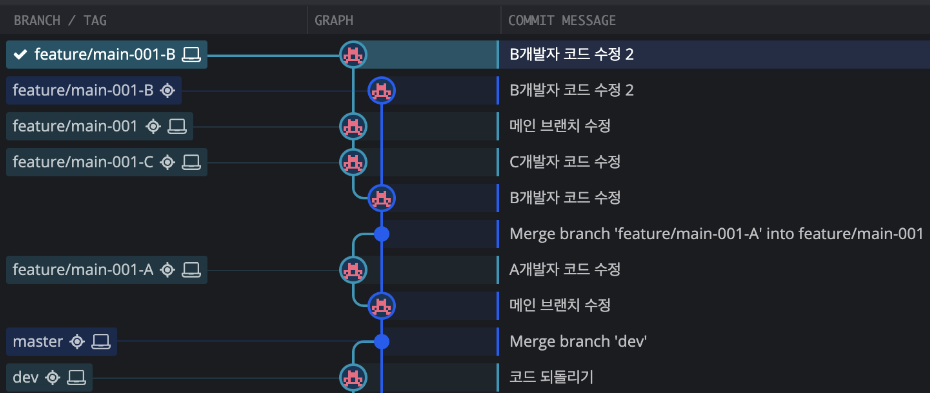 BRANCH / TAG GRAPH COMMIT MESSAGE
feature/main-001-B B개발자 코드 수정 2
feature/main-001-B B개발자 코드 수정 2
feature/main-001 메인 브랜치 수정
feature/main-001-C C개발자 코드 수정
B개발자 코드 수정
Merge branch 'feature/main-001-A' into feature/main-001
feature/main-001-A A개발자 코드 수정
메인 브랜치 수정
master Merge branch 'dev'
dev 코드 되돌리기